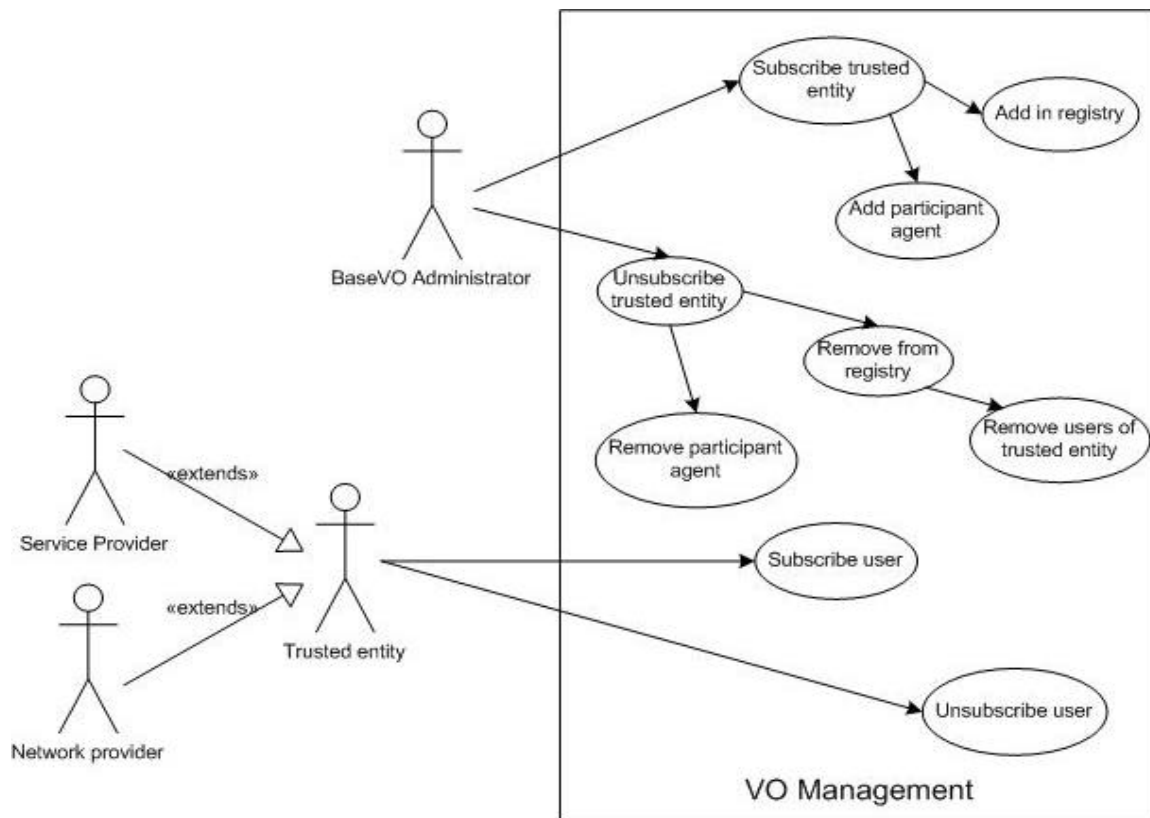 Subscribe trusted
entity
Add in registry
Add participant
agent
BaseVO Administrator
Unsubscribe
trusted entity
Remove from
registry
Remove users of
trusted entity
Remove participant
agent
«extends»
Service Provider
Subscribe user
«extends»
Trusted entity
Network provider
Unsubscribe user
VO Management